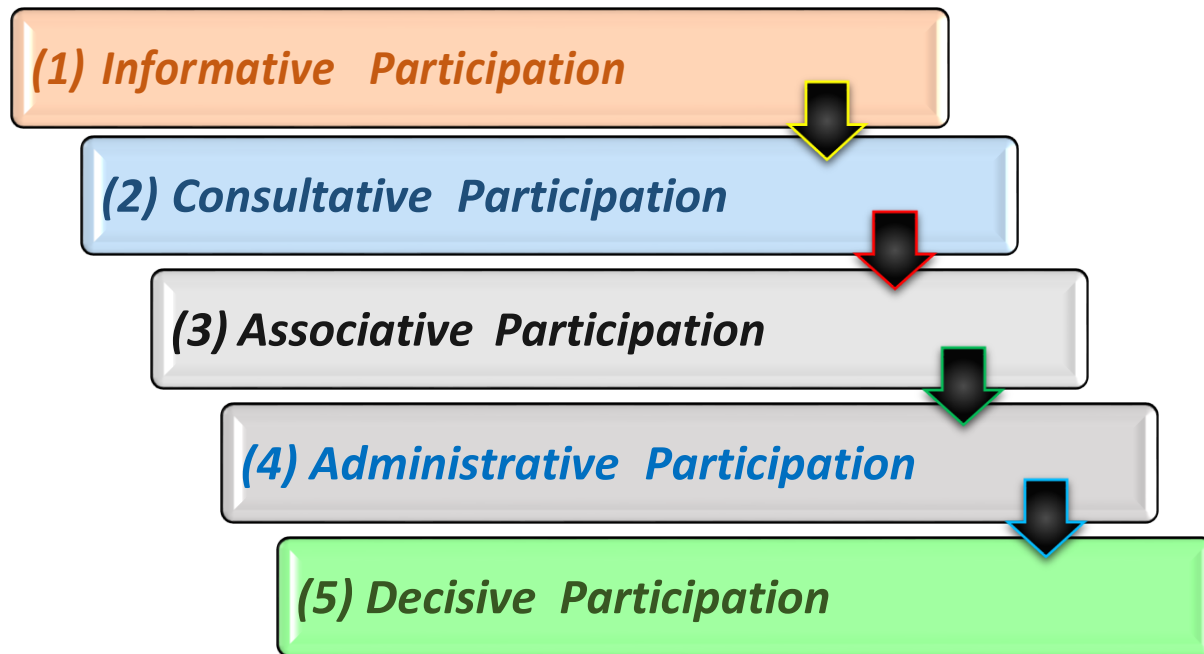 (1) Informative Participation
(2) Consultative Participation
(3) Associative Participation
(4) Administrative Participation
(5) Decisive Participation